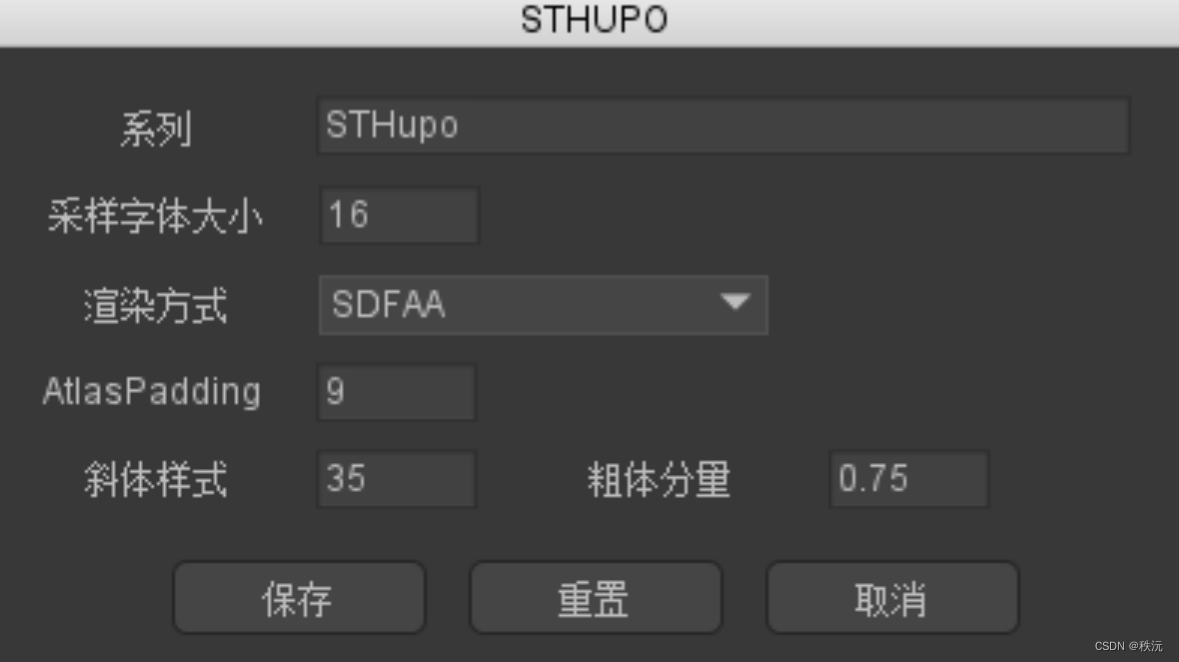 STHUPO
系列 STHupo
采样字体大小 16
渲染方式 SDFAA
AtlasPadding 9
斜体样式 35 粗体分量 0.75
保存 重置 取消
CSDN @秩沅